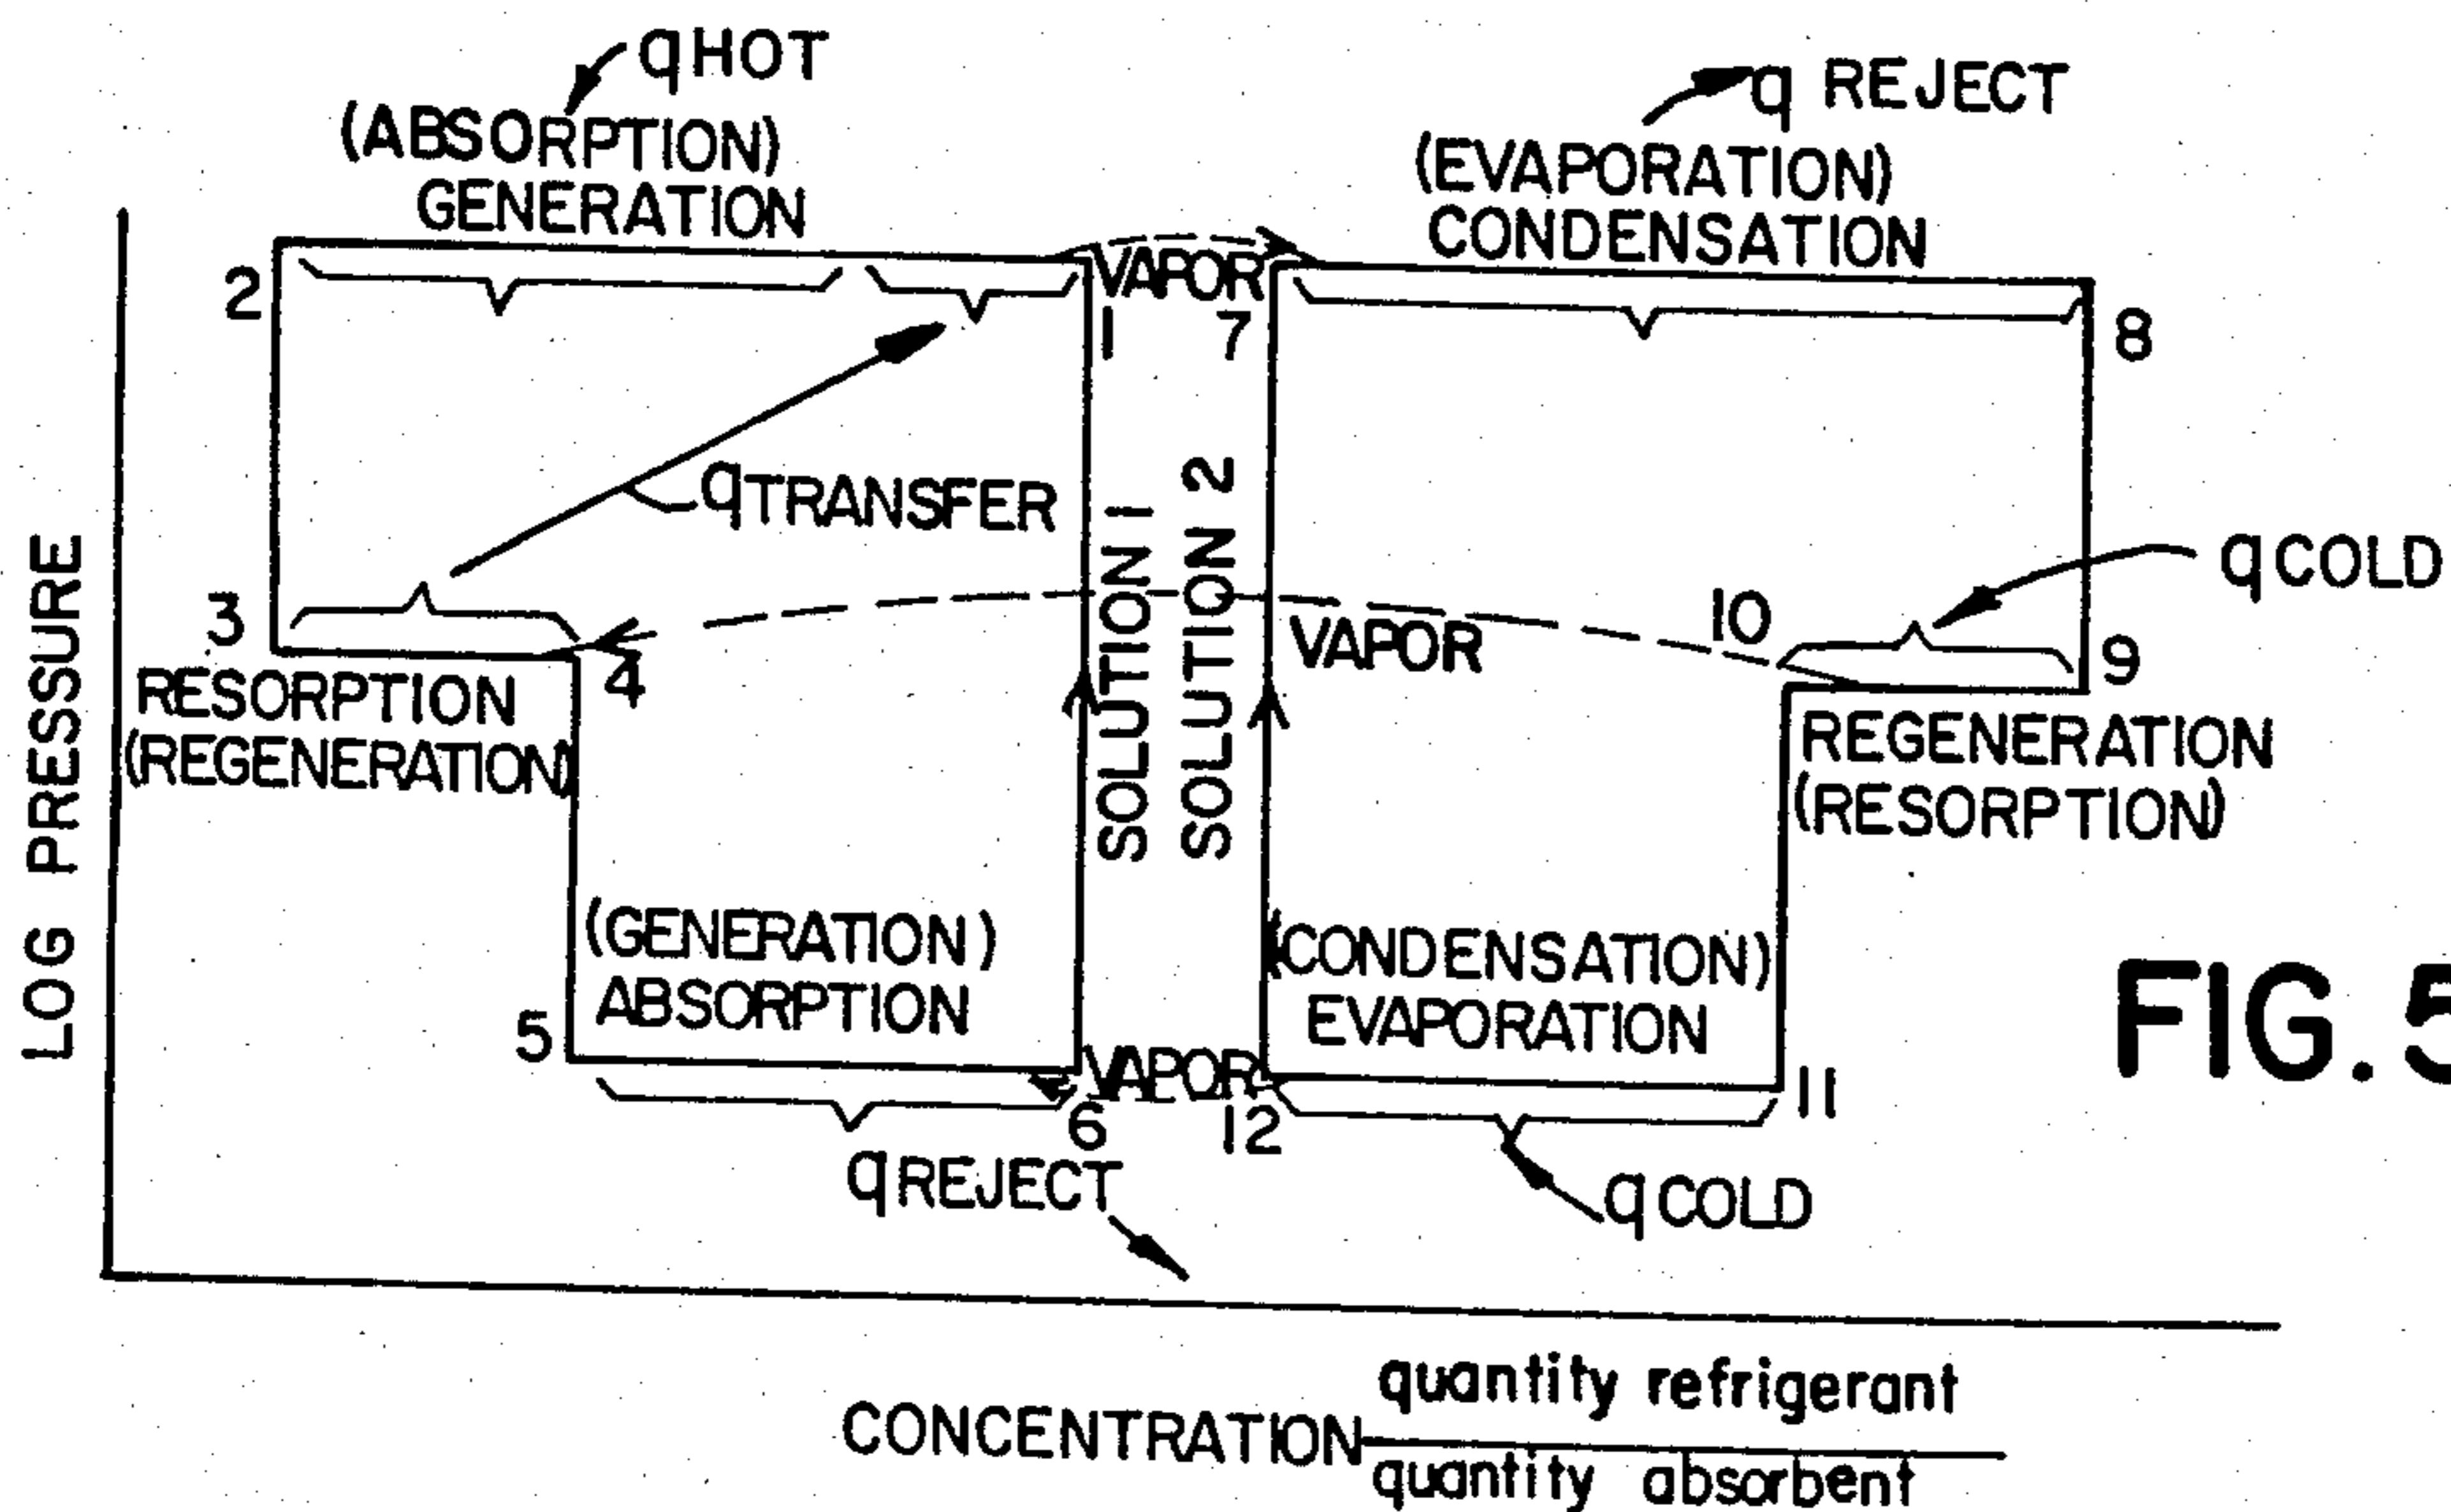 qHOT
(ABSORPTION)
GENERATION
q REJECT
(EVAPORATION)
CONDENSATION
2
VAPOR
1
7
8
qTRANSFER
SOLUTION 1
SOLUTION 2
qCOLD
3
4
VAPOR
10
9
RESORPTION
(REGENERATION)
REGENERATION
(RESORPTION)
LOG PRESSURE
(GENERATION)
ABSORPTION
(CONDENSATION)
EVAPORATION
5
VAPOR
6
12
11
qREJECT
qCOLD
FIG. 5
CONCENTRATION
quantity refrigerant
quantity absorbent